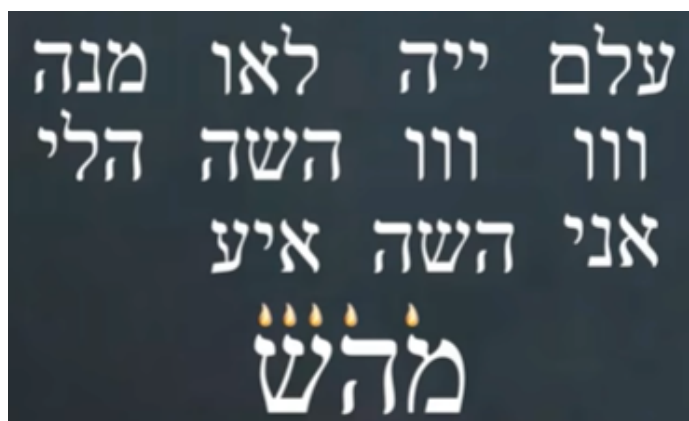 עלם ייה לאו מנה
ווו ווו השה הלי
אני השה איע
מהש